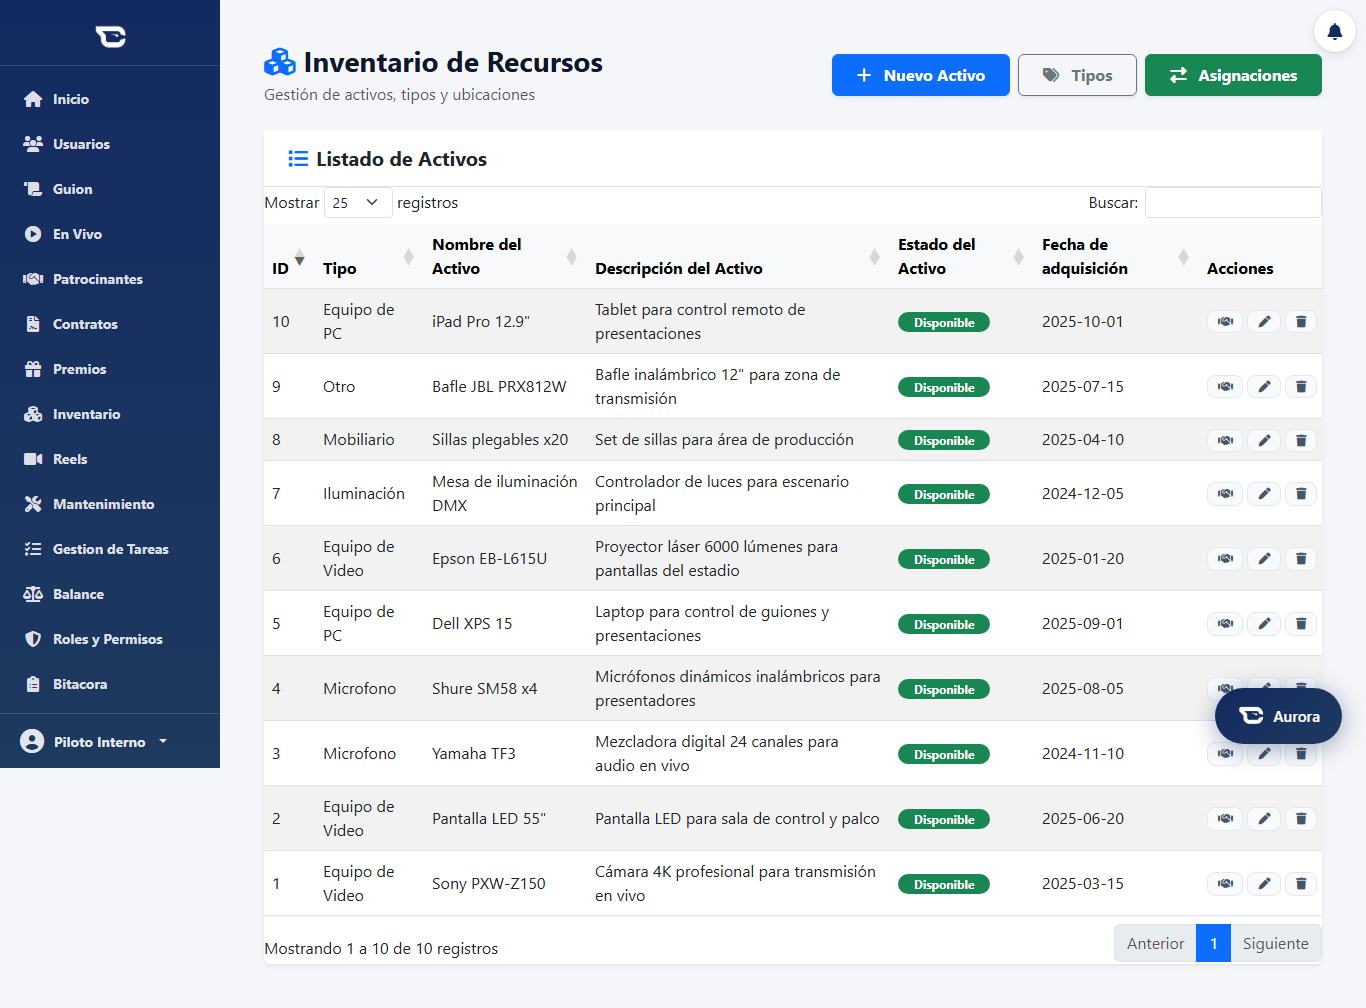 Inicio
Usuarios
Guion
En Vivo
Patrocinantes
Contratos
Premios
Inventario
Reels
Mantenimiento
Gestion de Tareas
Balance
Roles y Permisos
Bitacora
Piloto Interno
Inventario de Recursos
Gestión de activos, tipos y ubicaciones
Nuevo Activo
Tipos
Asignaciones
Listado de Activos
Mostrar 25 registros
Buscar:
ID Tipo Nombre del Activo Descripción del Activo Estado del Activo Fecha de adquisición Acciones
10 Equipo de PC iPad Pro 12.9" Tablet para control remoto de presentaciones Disponible 2025-10-01
9 Otro Bafle JBL PRX812W Bafle inalámbrico 12" para zona de transmisión Disponible 2025-07-15
8 Mobiliario Sillas plegables x20 Set de sillas para área de producción Disponible 2025-04-10
7 Iluminación Mesa de iluminación DMX Controlador de luces para escenario principal Disponible 2024-12-05
6 Equipo de Video Epson EB-L615U Proyector láser 6000 lúmenes para pantallas del estadio Disponible 2025-01-20
5 Equipo de PC Dell XPS 15 Laptop para control de guiones y presentaciones Disponible 2025-09-01
4 Microfono Shure SM58 x4 Micrófonos dinámicos inalámbricos para presentadores Disponible 2025-08-05
3 Microfono Yamaha TF3 Mezcladora digital 24 canales para audio en vivo Disponible 2024-11-10
2 Equipo de Video Pantalla LED 55" Pantalla LED para sala de control y palco Disponible 2025-06-20
1 Equipo de Video Sony PXW-Z150 Cámara 4K profesional para transmisión en vivo Disponible 2025-03-15
Aurora
Mostrando 1 a 10 de 10 registros
Anterior 1 Siguiente